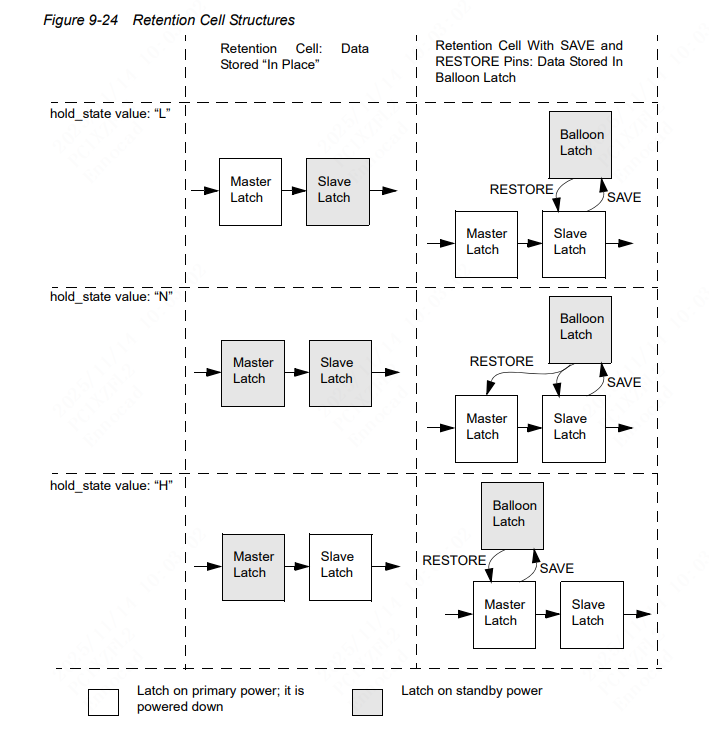 Figure 9-24 Retention Cell Structures
Retention Cell: Data
Stored “In Place”
Retention Cell With SAVE and
RESTORE Pins: Data Stored In
Balloon Latch
hold_state value: “L”
Master
Latch
Slave
Latch
Balloon
Latch
RESTORE
SAVE
Master
Latch
Slave
Latch
hold_state value: “N”
Master
Latch
Slave
Latch
Balloon
Latch
RESTORE
SAVE
Master
Latch
Slave
Latch
hold_state value: “H”
Master
Latch
Slave
Latch
Balloon
Latch
RESTORE
SAVE
Master
Latch
Slave
Latch
Latch on primary power; it is
powered down
Latch on standby power